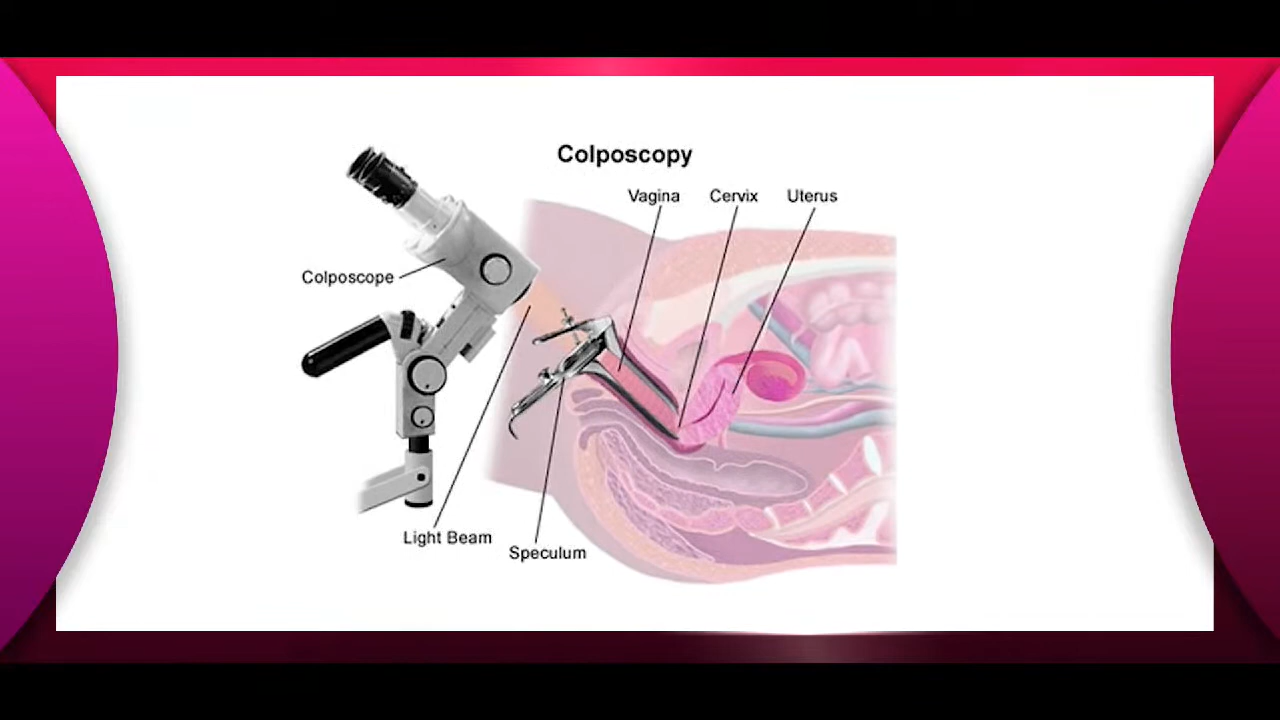 Colposcopy
Vagina Cervix Uterus
Colposcope
Light Beam
Speculum